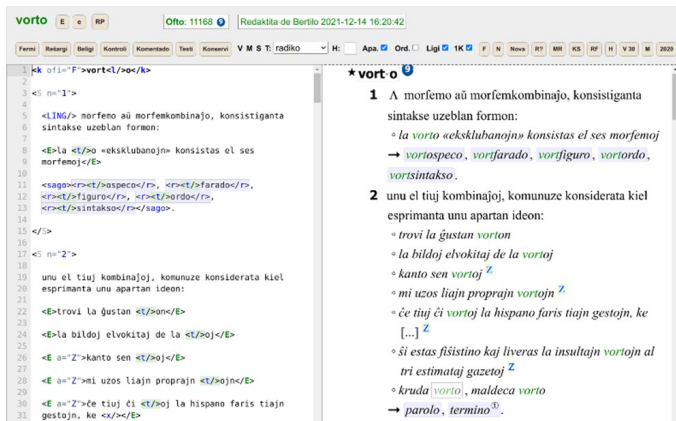 vorto E e RP Ofto: 11168 9 Redaktita de Bertilo 2021-12-14 16:20:42
Fermi Reŝargi Beligi Kontroli Komentado Testi Konservi V M S T: radiko H: Apa. Ord. Ligi 1K F N Nova R? MR KS RF H V 30 M 2020
1 <k ofi="F">vort<l/>o</k>
2
3 <S n="1">
4
5 <LING/> morfemo aŭ morfemkombinaĵo, konsistiganta
6 sintakse uzeblan formon:
7
8 <E>la <t/>o «eksklubanojn» konsistas el ses
9 morfemoj</E>
10
11 <sago><r><t/>ospeco</r>, <r><t/>farado</r>,
12 <r><t/>figuro</r>, <r><t/>ordo</r>,
13 <r><t/>sintakso</r></sago>.
14
15 </S>
16
17 <S n="2">
18
19 unu el tiuj kombinaĵoj, komunuze konsiderata kiel
20 esprimanta unu apartan ideon:
21
22 <E>trovi la ĝustan <t/>on</E>
23
24 <E>la bildoj elvokitaj de la <t/>oj</E>
25
26 <E a="Z">kanto sen <t/>oj</E>
27
28 <E a="Z">mi uzos liajn proprajn <t/>ojn</E>
29
30 <E a="Z">ĉe tiuj ĉi <t/>oj la hispano faris tiajn
31 gestojn, ke <x/></E>
★vort·o 9
1 Λ morfemo aŭ morfemkombinaĵo, konsistiganta
sintakse uzeblan formon:
◦ la vorto «eksklubanojn» konsistas el ses morfemoj
→ vortospeco, vortfarado, vortfiguro, vortordo,
vortsintakso.
2 unu el tiuj kombinaĵoj, komunuze konsiderata kiel
esprimanta unu apartan ideon:
◦ trovi la ĝustan vorton
◦ la bildoj elvokitaj de la vortoj
◦ kanto sen vortoj Z
◦ mi uzos liajn proprajn vortojn Z
◦ ĉe tiuj ĉi vortoj la hispano faris tiajn gestojn, ke
[...] Z
◦ ŝi estas fiŝistino kaj liveras la insultajn vortojn al
tri estimataj gazetoj Z
◦ kruda vorto, maldeca vorto
→ parolo, termino①.